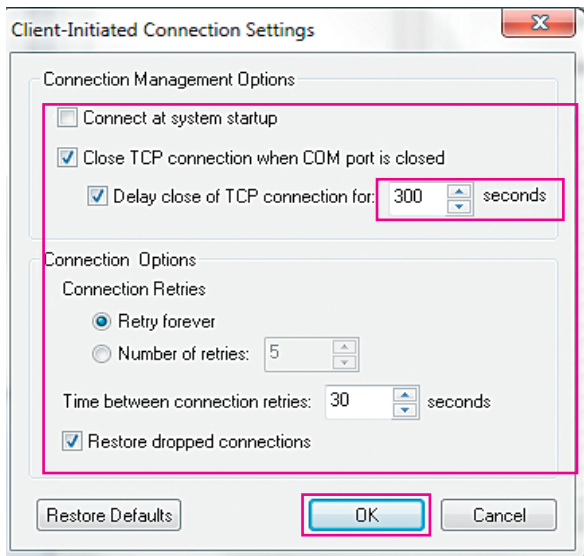 Client-Initiated Connection Settings
Connection Management Options
Connect at system startup
Close TCP connection when COM port is closed
Delay close of TCP connection for: 300 seconds
Connection Options
Connection Retries
Retry forever
Number of retries: 5
Time between connection retries: 30 seconds
Restore dropped connections
Restore Defaults OK Cancel